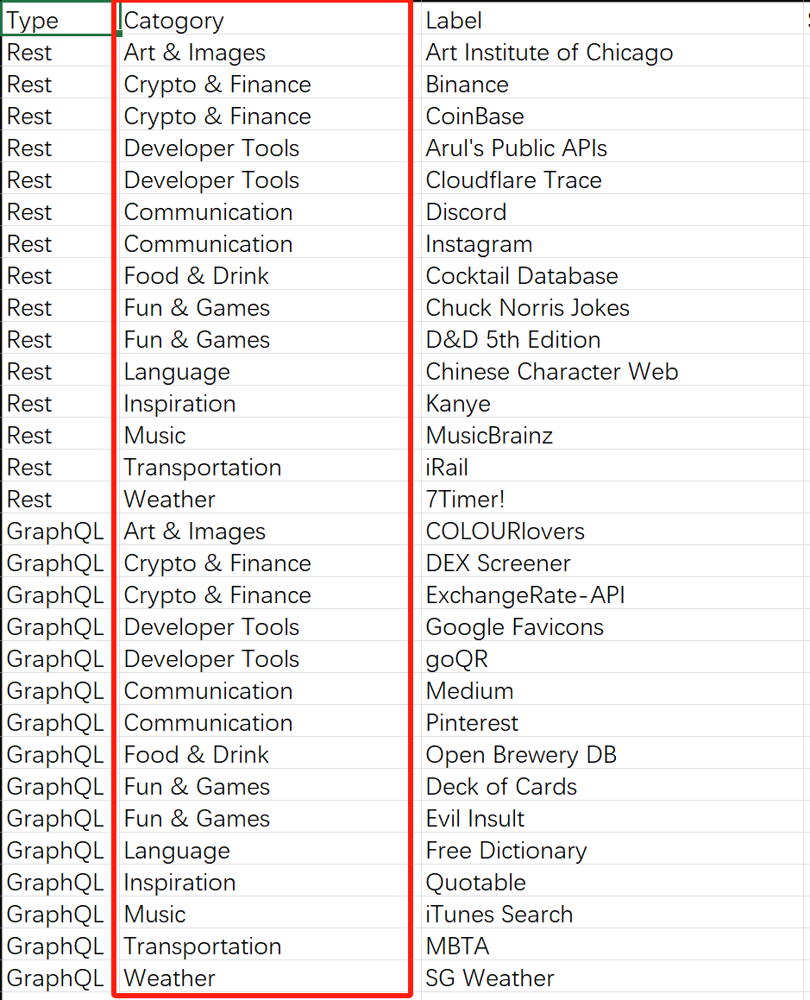 Type Catogory Label
Rest Art & Images Art Institute of Chicago
Rest Crypto & Finance Binance
Rest Crypto & Finance CoinBase
Rest Developer Tools Arul's Public APIs
Rest Developer Tools Cloudflare Trace
Rest Communication Discord
Rest Communication Instagram
Rest Food & Drink Cocktail Database
Rest Fun & Games Chuck Norris Jokes
Rest Fun & Games D&D 5th Edition
Rest Language Chinese Character Web
Rest Inspiration Kanye
Rest Music MusicBrainz
Rest Transportation iRail
Rest Weather 7Timer!
GraphQL Art & Images COLOURlovers
GraphQL Crypto & Finance DEX Screener
GraphQL Crypto & Finance ExchangeRate-API
GraphQL Developer Tools Google Favicons
GraphQL Developer Tools goQR
GraphQL Communication Medium
GraphQL Communication Pinterest
GraphQL Food & Drink Open Brewery DB
GraphQL Fun & Games Deck of Cards
GraphQL Fun & Games Evil Insult
GraphQL Language Free Dictionary
GraphQL Inspiration Quotable
GraphQL Music iTunes Search
GraphQL Transportation MBTA
GraphQL Weather SG Weather